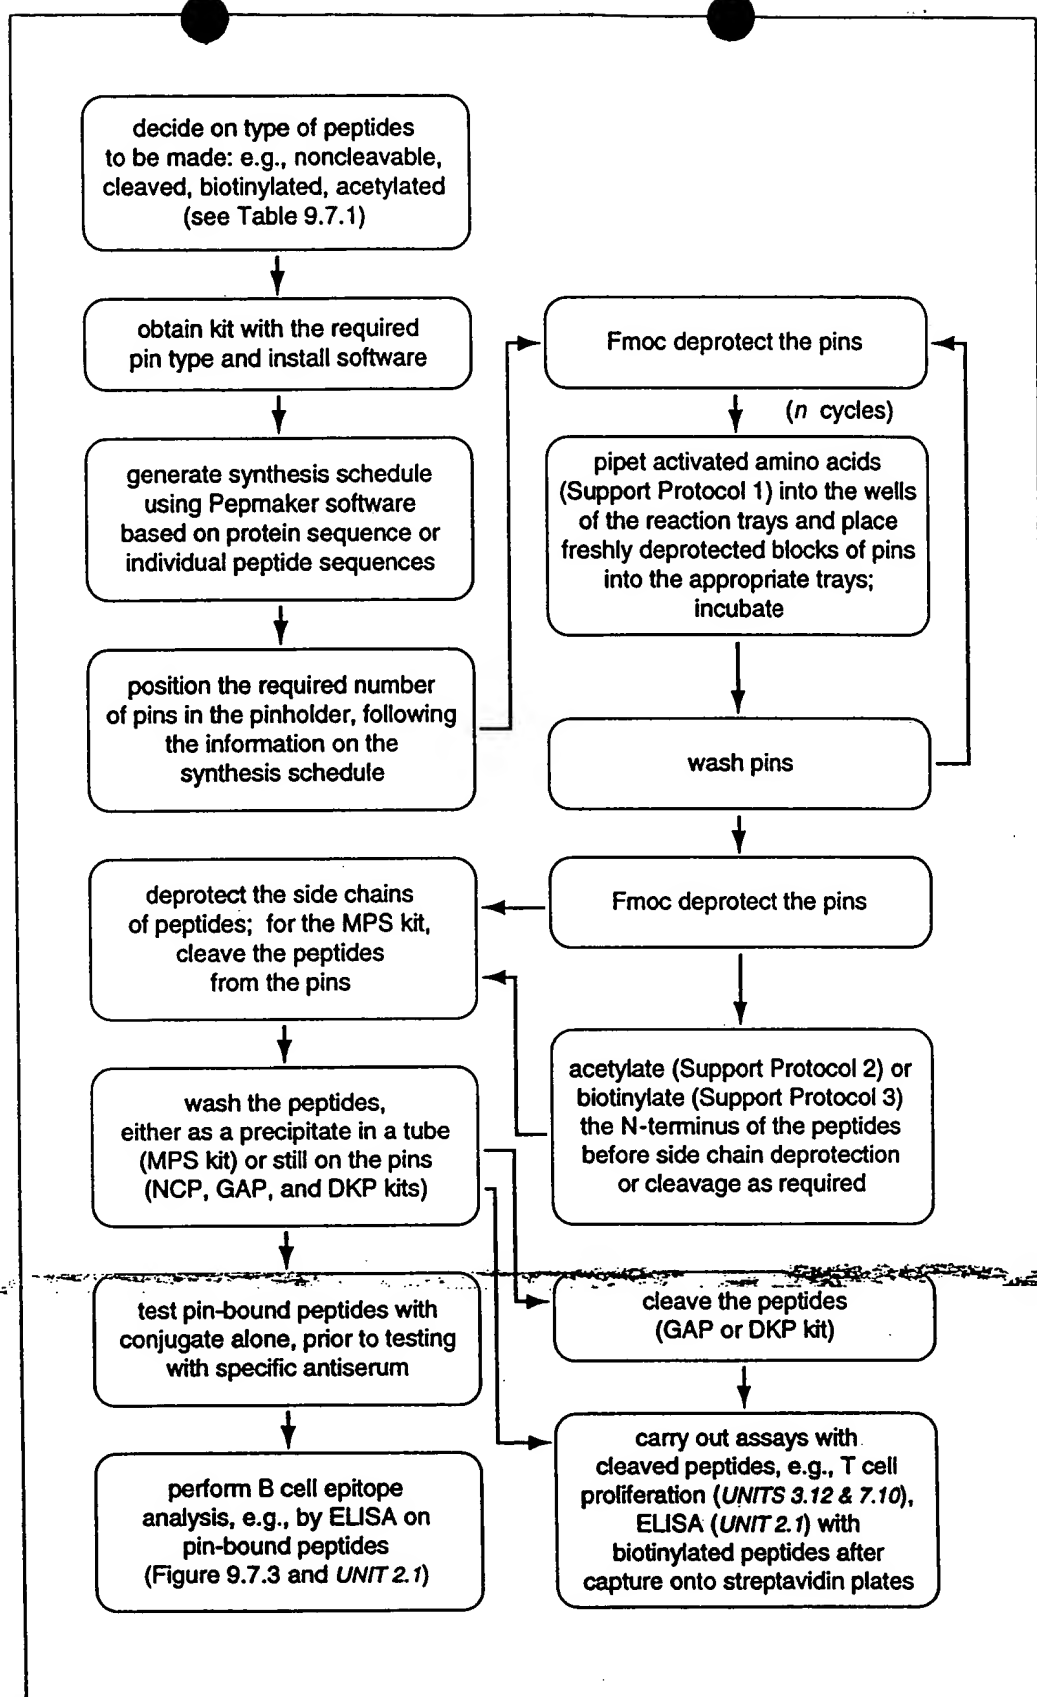 decide on type of peptides
to be made: e.g., noncleavable,
cleaved, biotinylated, acetylated
(see Table 9.7.1)
obtain kit with the required
pin type and install software
generate synthesis schedule
using Pepmaker software
based on protein sequence or
individual peptide sequences
position the required number
of pins in the pinholder, following
the information on the
synthesis schedule
Fmoc deprotect the pins
(n cycles)
pipet activated amino acids
(Support Protocol 1) into the wells
of the reaction trays and place
freshly deprotected blocks of pins
into the appropriate trays;
incubate
wash pins
Fmoc deprotect the pins
acetylate (Support Protocol 2) or
biotinylate (Support Protocol 3)
the N-terminus of the peptides
before side chain deprotection
or cleavage as required
deprotect the side chains
of peptides; for the MPS kit,
cleave the peptides
from the pins
wash the peptides,
either as a precipitate in a tube
(MPS kit) or still on the pins
(NCP, GAP, and DKP kits)
test pin-bound peptides with
conjugate alone, prior to testing
with specific antiserum
perform B cell epitope
analysis, e.g., by ELISA on
pin-bound peptides
(Figure 9.7.3 and UNIT 2.1)
cleave the peptides
(GAP or DKP kit)
carry out assays with
cleaved peptides, e.g., T cell
proliferation (UNITS 3.12 & 7.10),
ELISA (UNIT 2.1) with
biotinylated peptides after
capture onto streptavidin plates